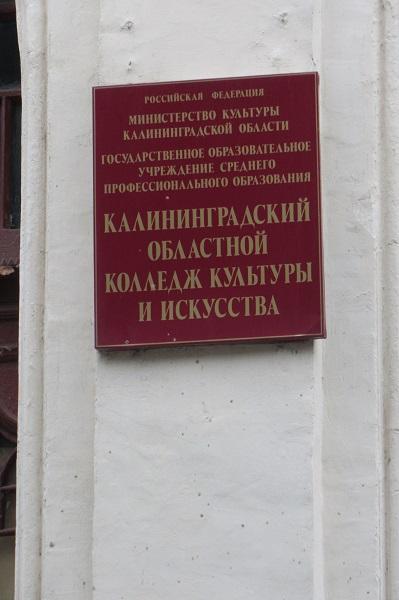 РОССИЙСКАЯ ФЕДЕРАЦИЯ
МИНИСТЕРСТВО КУЛЬТУРЫ
КАЛИНИНГРАДСКОЙ ОБЛАСТИ
ГОСУДАРСТВЕННОЕ ОБРАЗОВАТЕЛЬНОЕ
УЧРЕЖДЕНИЕ СРЕДНЕГО
ПРОФЕССИОНАЛЬНОГО ОБРАЗОВАНИЯ
КАЛИНИНГРАДСКИЙ
ОБЛАСТНОЙ
КОЛЛЕДЖ КУЛЬТУРЫ
И ИСКУССТВА